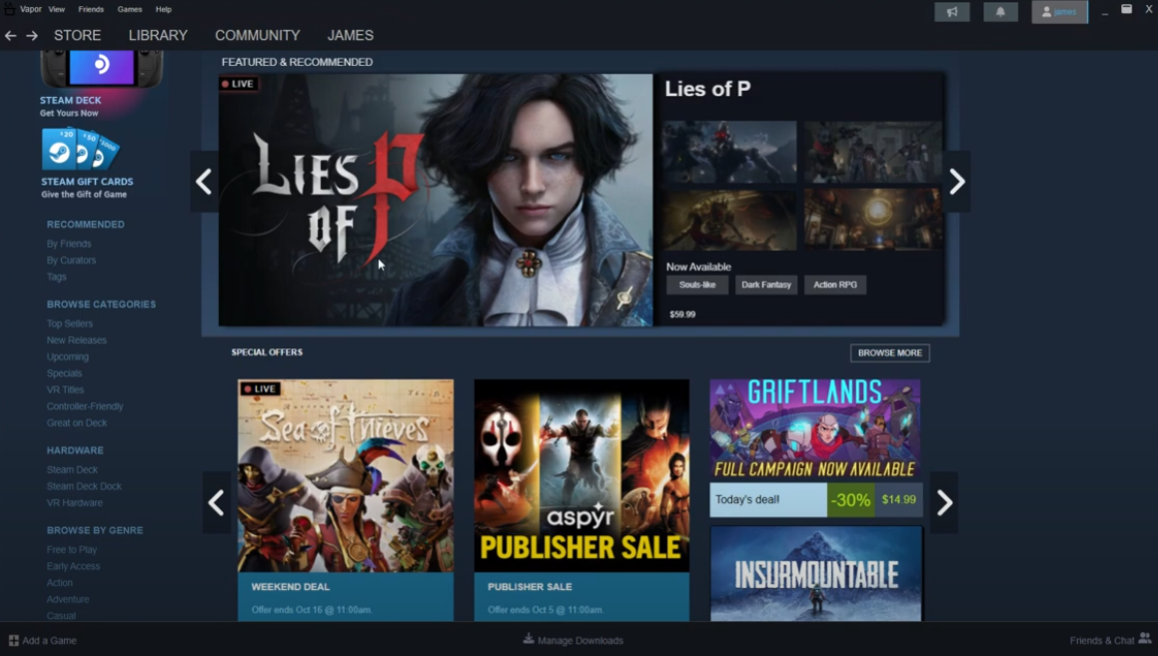 Vapor View Friends Games Help
james
STORE LIBRARY COMMUNITY JAMES
STEAM DECK
Get Yours Now
$20 $50
STEAM GIFT CARDS
Give the Gift of Game
RECOMMENDED
By Friends
By Curators
Tags
BROWSE CATEGORIES
Top Sellers
New Releases
Upcoming
Specials
VR Titles
Controller-Friendly
Great on Deck
HARDWARE
Steam Deck
Steam Deck Dock
VR Hardware
BROWSE BY GENRE
Free to Play
Early Access
Action
Adventure
Casual
FEATURED & RECOMMENDED
LIVE
LIES
OF P
Lies of P
Now Available
Souls-like Dark Fantasy Action RPG
$59.99
SPECIAL OFFERS
BROWSE MORE
LIVE
Sea of Thieves
WEEKEND DEAL
Offer ends Oct 16 @ 11:00am.
aspyr
PUBLISHER SALE
PUBLISHER SALE
Offer ends Oct 5 @ 11:00am.
GRIFTLANDS
FULL CAMPAIGN NOW AVAILABLE
Today's deal! -30% $14.99
INSURMOUNTABLE
Add a Game
Manage Downloads
Friends & Chat